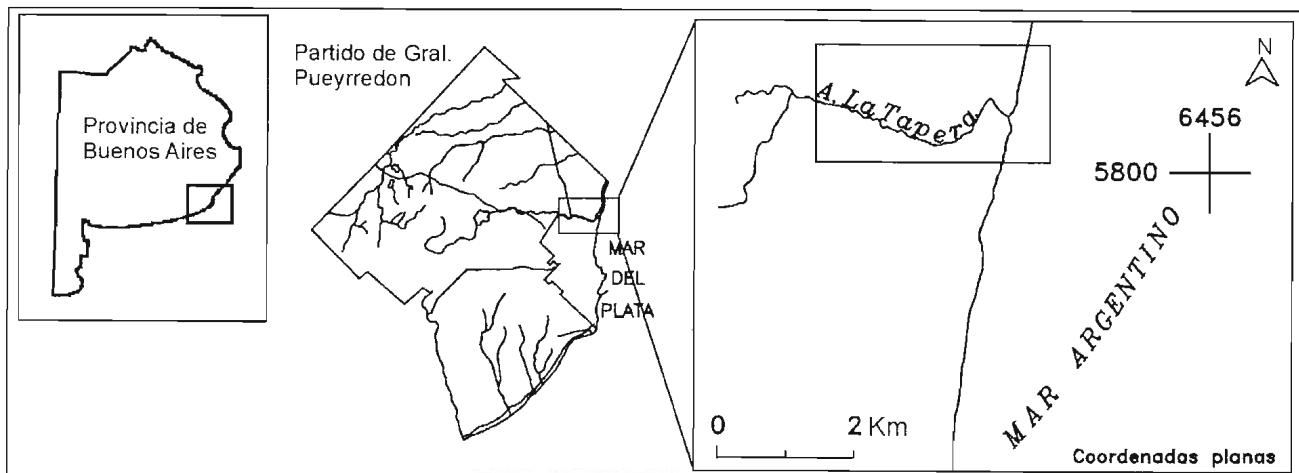 Provincia de
Buenos Aires
Partido de Gral.
Pueyrredon
MAR
DEL
PLATA
A. La Tapera
N
6456
5800
MAR ARGENTINO
0 2 Km
Coordenadas planas